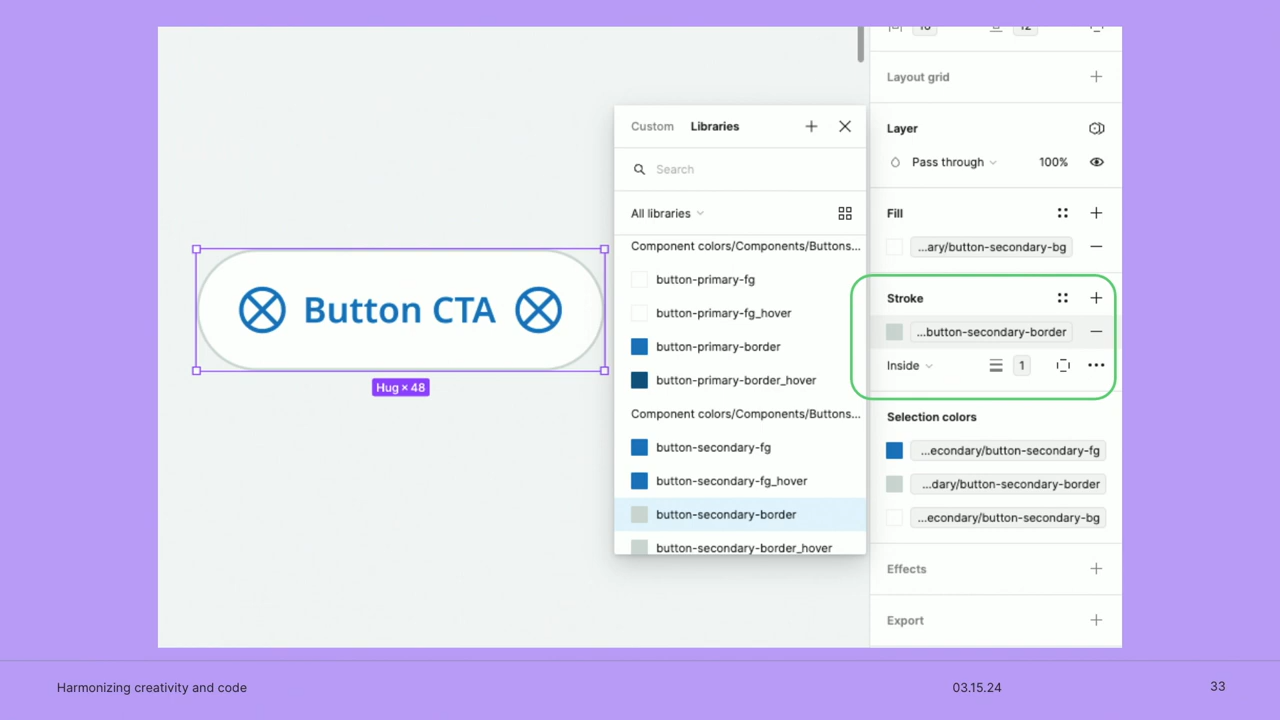 Layout grid
Custom
Libraries
Layer
Search
Pass through
100%
All libraries
Fill
Component colors/Components/Buttons...
...ary/button-secondary-bg
button-primary-fg
button-primary-fg_hover
Stroke
...button-secondary-border
button-primary-border
Inside
1
button-primary-border_hover
Button CTA
Hug × 48
Component colors/Components/Buttons...
Selection colors
button-secondary-fg
...econdary/button-secondary-fg
button-secondary-fg_hover
...dary/button-secondary-border
button-secondary-border
...econdary/button-secondary-bg
button-secondary-border_hover
Effects
Export
Harmonizing creativity and code
03.15.24
33